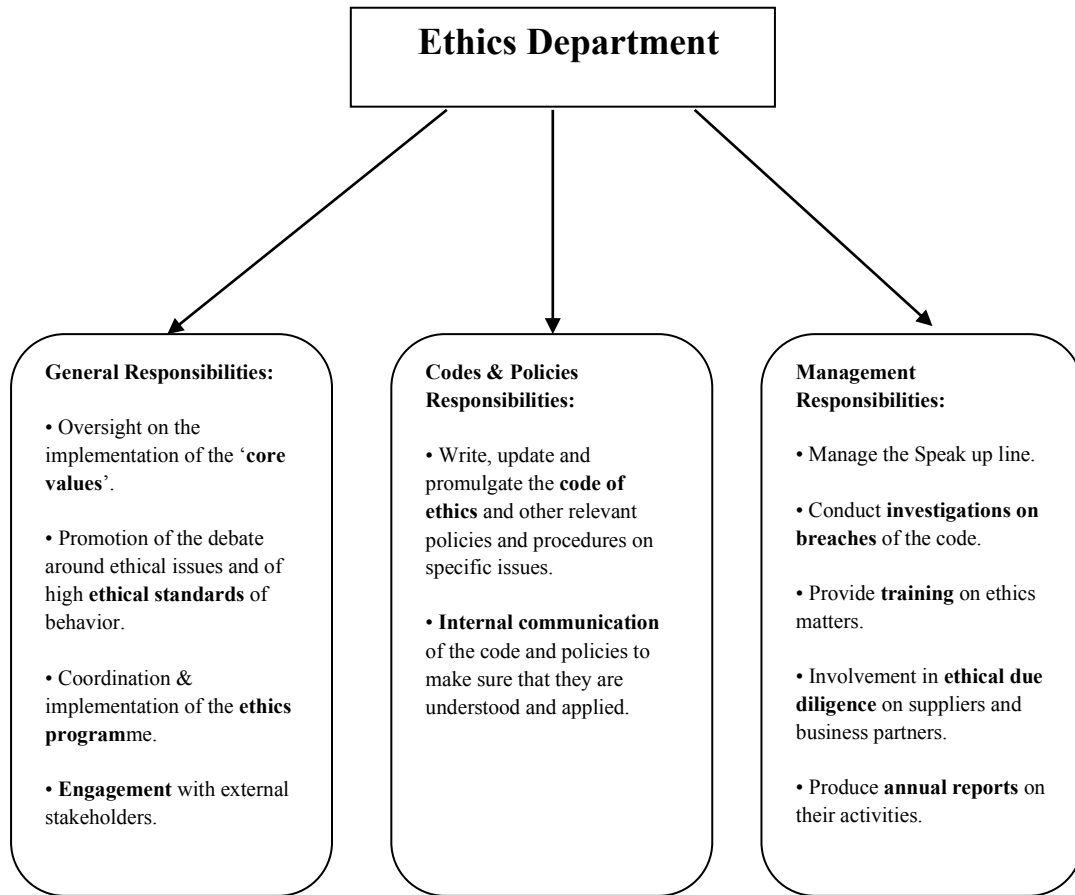 Ethics Department
General Responsibilities:
• Oversight on the
implementation of the ‘core
values’.
• Promotion of the debate
around ethical issues and of
high ethical standards of
behavior.
• Coordination &
implementation of the ethics
programme.
• Engagement with external
stakeholders.
Codes & Policies
Responsibilities:
• Write, update and
promulgate the code of
ethics and other relevant
policies and procedures on
specific issues.
• Internal communication
of the code and policies to
make sure that they are
understood and applied.
Management
Responsibilities:
• Manage the Speak up line.
• Conduct investigations on
breaches of the code.
• Provide training on ethics
matters.
• Involvement in ethical due
diligence on suppliers and
business partners.
• Produce annual reports on
their activities.